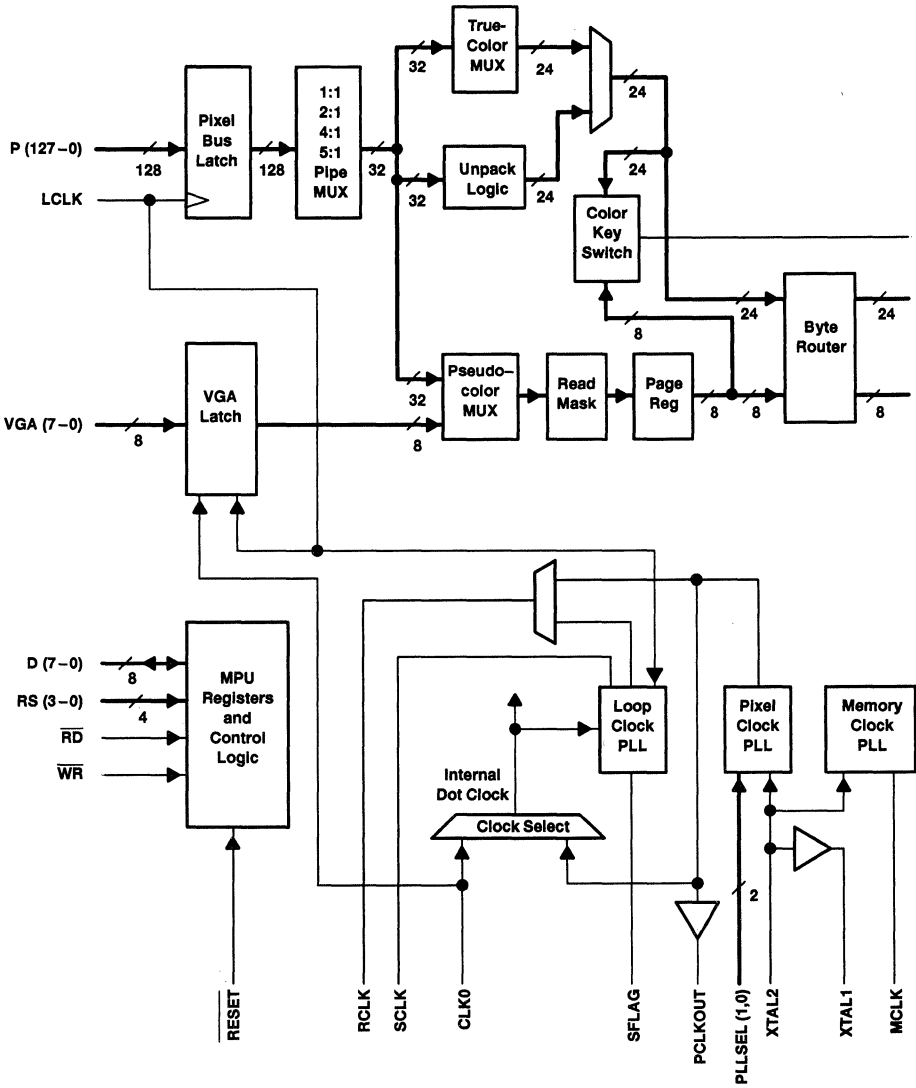 True-
Color
MUX
32
24
24
1:1
2:1
4:1
5:1
Pipe
MUX
Pixel
Bus
Latch
P (127–0)
128
128
32
24
Unpack
Logic
32
24
LCLK
Color
Key
Switch
24
24
Byte
Router
8
VGA
Latch
Pseudo–
color
MUX
Read
Mask
Page
Reg
32
8
8
8
VGA (7–0)
8
8
D (7–0)
8
RS (3–0)
4
RD
WR
MPU
Registers
and
Control
Logic
Loop
Clock
PLL
Pixel
Clock
PLL
Memory
Clock
PLL
Internal
Dot Clock
Clock Select
2
RESET
RCLK
SCLK
CLK0
SFLAG
PCLKOUT
PLLSEL (1,0)
XTAL2
XTAL1
MCLK